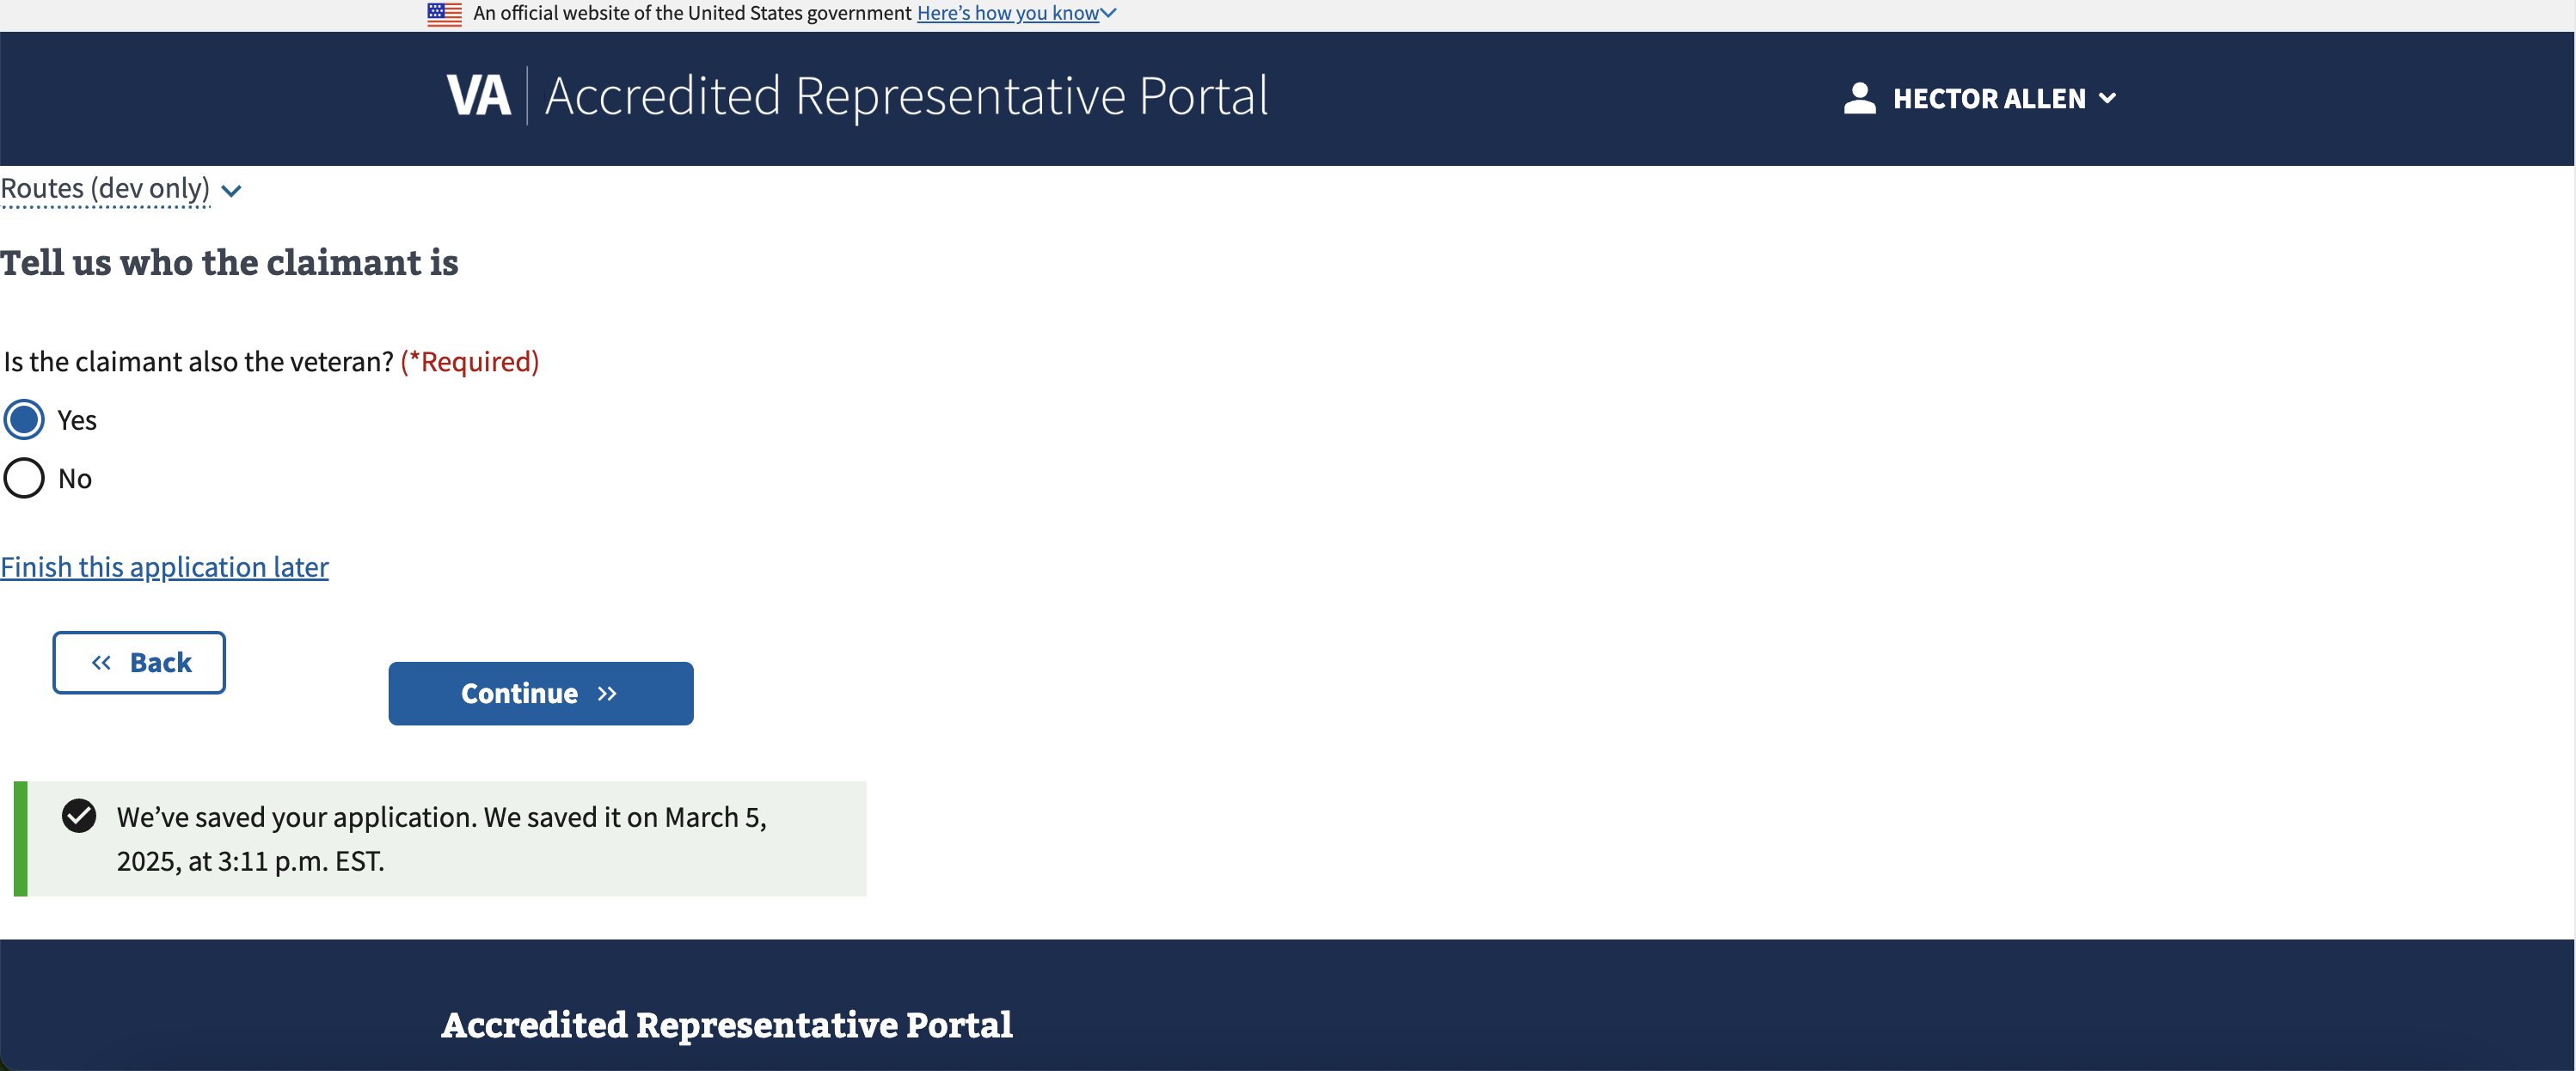 An official website of the United States government Here’s how you know
VA Accredited Representative Portal
HECTOR ALLEN
Routes (dev only)
Tell us who the claimant is
Is the claimant also the veteran? (*Required)
Yes
No
Finish this application later
Back
Continue
We’ve saved your application. We saved it on March 5,
2025, at 3:11 p.m. EST.
Accredited Representative Portal